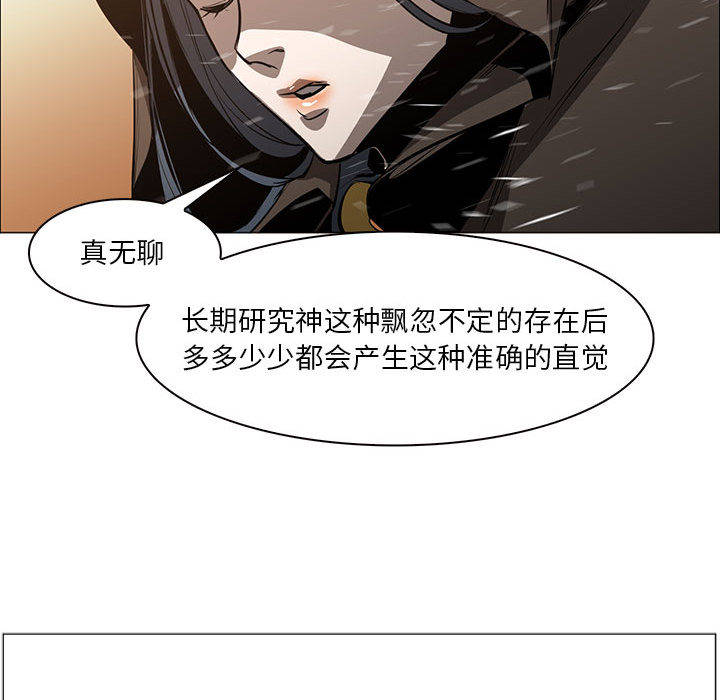 真无聊
长期研究神这种飘忽不定的存在后
多多少少都会产生这种准确的直觉